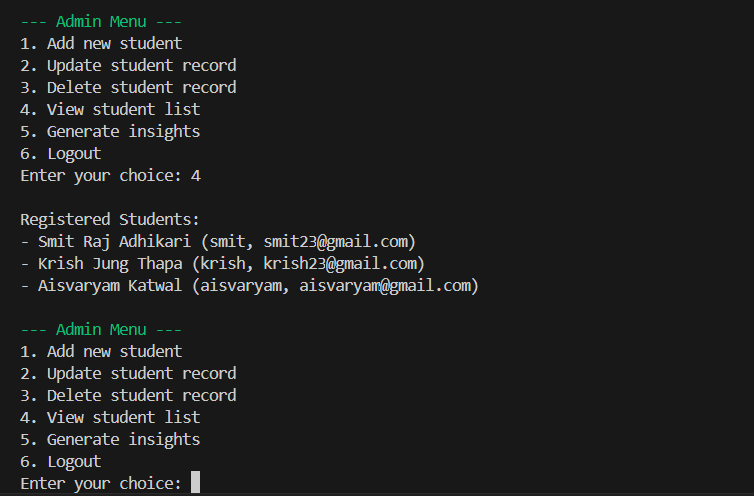 --- Admin Menu ---
1. Add new student
2. Update student record
3. Delete student record
4. View student list
5. Generate insights
6. Logout
Enter your choice: 4
Registered Students:
- Smit Raj Adhikari (smit, smit23@gmail.com)
- Krish Jung Thapa (krish, krish23@gmail.com)
- Aisvaryam Katwal (aisvaryam, aisvaryam@gmail.com)
--- Admin Menu ---
1. Add new student
2. Update student record
3. Delete student record
4. View student list
5. Generate insights
6. Logout
Enter your choice: